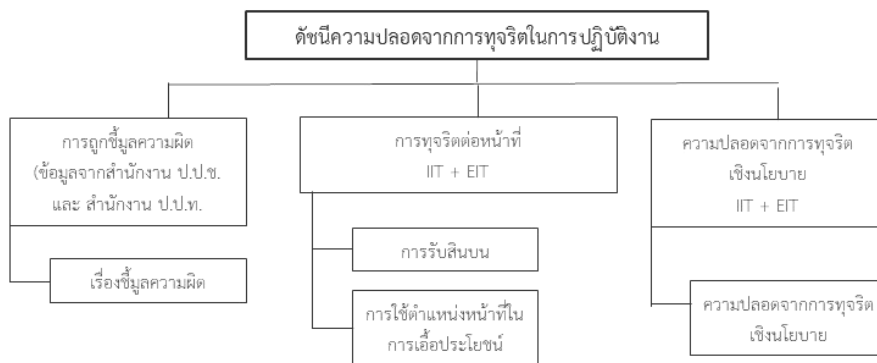 ดัชนีความปลอดจากการทุจริตในการปฏิบัติงาน
การถูกชี้มูลความผิด
(ข้อมูลจากสำนักงาน ป.ป.ช.
และ สำนักงาน ป.ป.ท.
เรื่องชี้มูลความผิด
การทุจริตต่อหน้าที่
IIT + EIT
การรับสินบน
การใช้ตำแหน่งหน้าที่ใน
การเอื้อประโยชน์
ความปลอดจากการทุจริต
เชิงนโยบาย
IIT + EIT
ความปลอดจากการทุจริต
เชิงนโยบาย